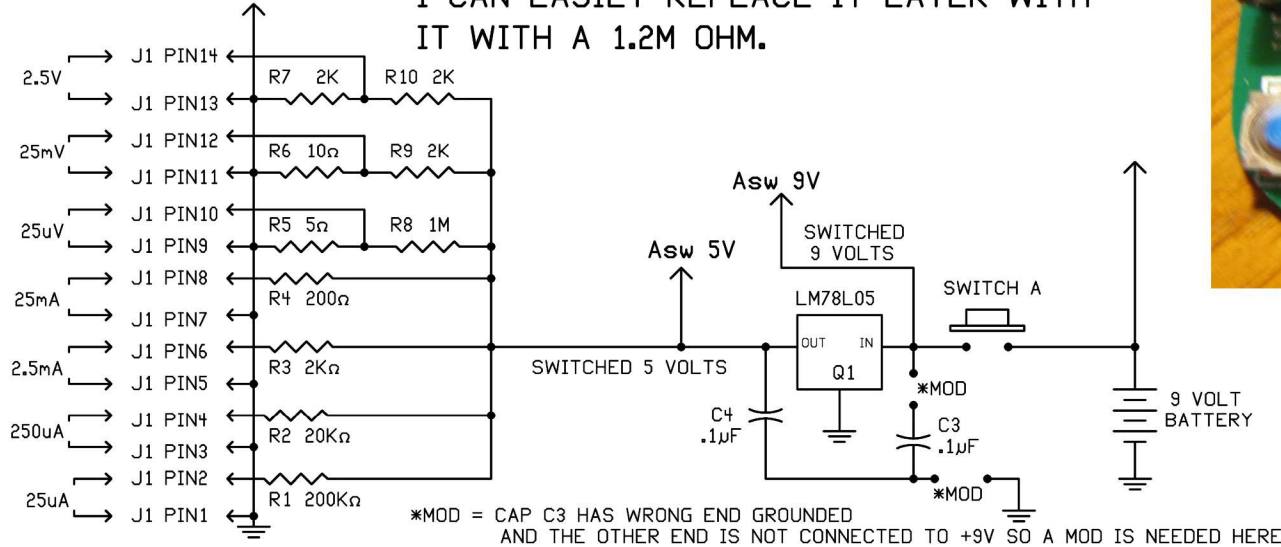 I CAN EASILY REPLACE IT LATER WITH
IT WITH A 1.2M OHM.
2.5V
J1 PIN14
J1 PIN13
R7 2K
R10 2K
25mV
J1 PIN12
J1 PIN11
R6 10Ω
R9 2K
25uV
J1 PIN10
J1 PIN9
R5 5Ω
R8 1M
25mA
J1 PIN8
J1 PIN7
R4 200Ω
2.5mA
J1 PIN6
J1 PIN5
R3 2KΩ
250uA
J1 PIN4
J1 PIN3
R2 20KΩ
25uA
J1 PIN2
J1 PIN1
R1 200KΩ
Asw 9V
SWITCHED
9 VOLTS
Asw 5V
SWITCHED 5 VOLTS
LM78L05
OUT IN
Q1
SWITCH A
*MOD
C4
.1µF
C3
.1µF
*MOD
9 VOLT
BATTERY
*MOD = CAP C3 HAS WRONG END GROUNDED
AND THE OTHER END IS NOT CONNECTED TO +9V SO A MOD IS NEEDED HERE